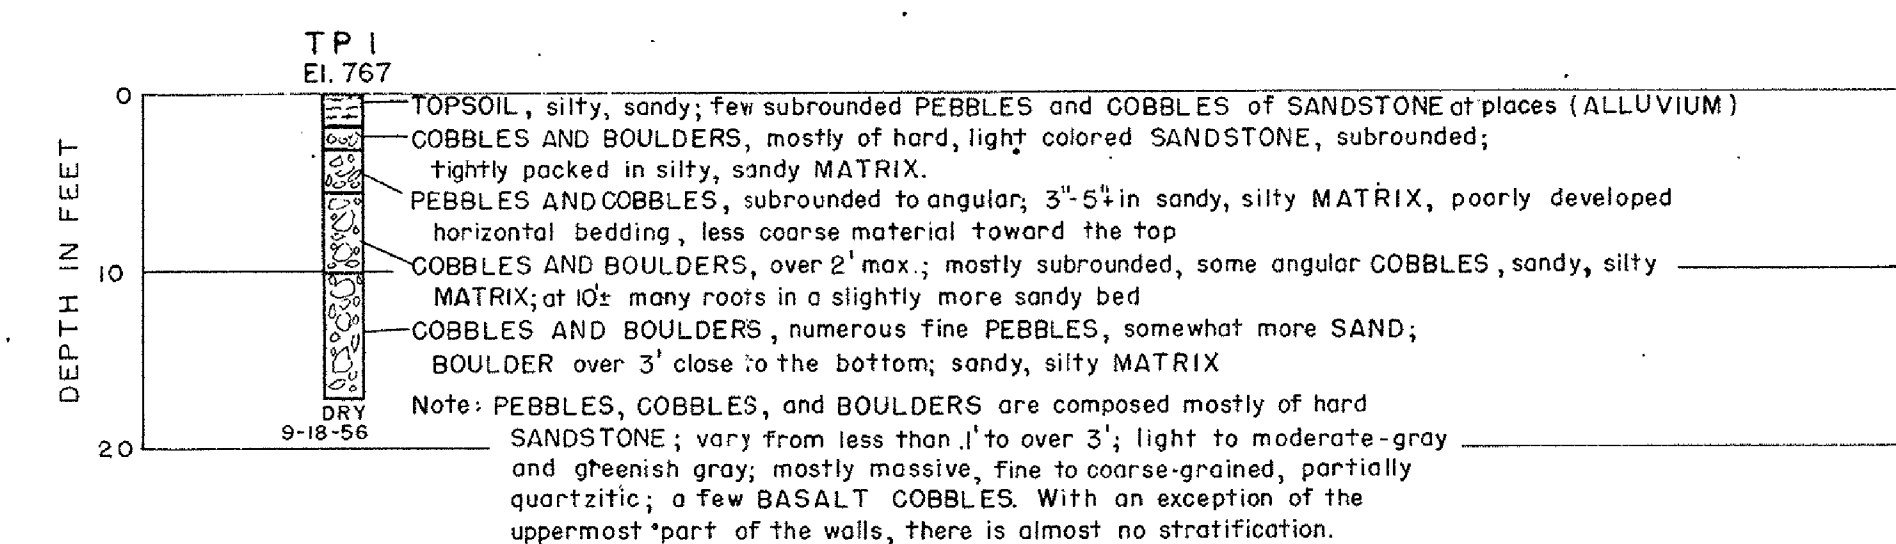 TP 1
El. 767
0
TOPSOIL, silty, sandy; few subrounded PEBBLES and COBBLES of SANDSTONE at places (ALLUVIUM)
COBBLES AND BOULDERS, mostly of hard, light colored SANDSTONE, subrounded;
tightly packed in silty, sandy MATRIX.
PEBBLES AND COBBLES, subrounded to angular; 3"-5"± in sandy, silty MATRIX, poorly developed
horizontal bedding, less coarse material toward the top
10
COBBLES AND BOULDERS, over 2' max.; mostly subrounded, some angular COBBLES, sandy, silty
MATRIX; at 10'± many roots in a slightly more sandy bed
COBBLES AND BOULDERS, numerous fine PEBBLES, somewhat more SAND;
BOULDER over 3' close to the bottom; sandy, silty MATRIX
DEPTH IN FEET
DRY
9-18-56
20
Note: PEBBLES, COBBLES, and BOULDERS are composed mostly of hard
SANDSTONE; vary from less than .1' to over 3'; light to moderate-gray
and greenish gray; mostly massive, fine to coarse-grained, partially
quartzitic; a few BASALT COBBLES. With an exception of the
uppermost part of the walls, there is almost no stratification.